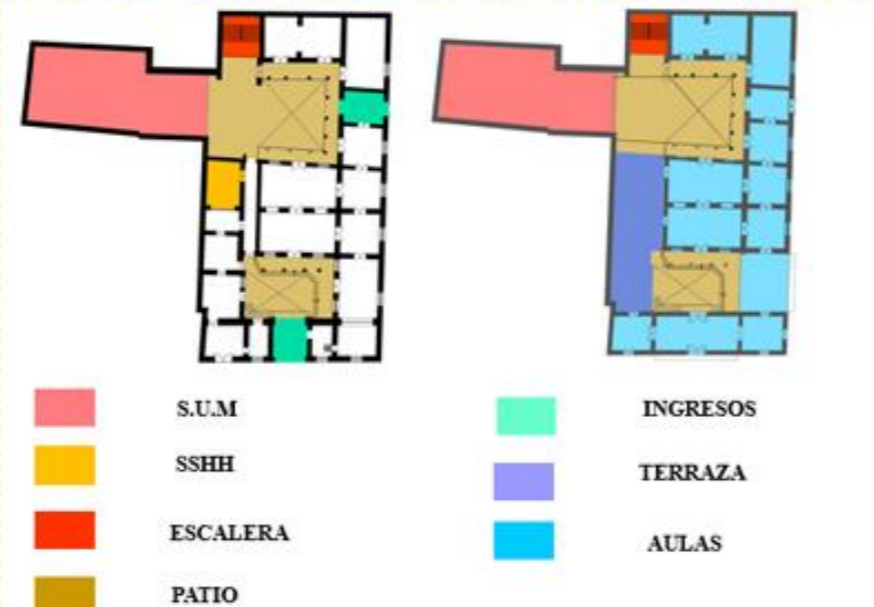 S.U.M
SSHH
ESCALERA
PATIO
INGRESOS
TERRAZA
AULAS